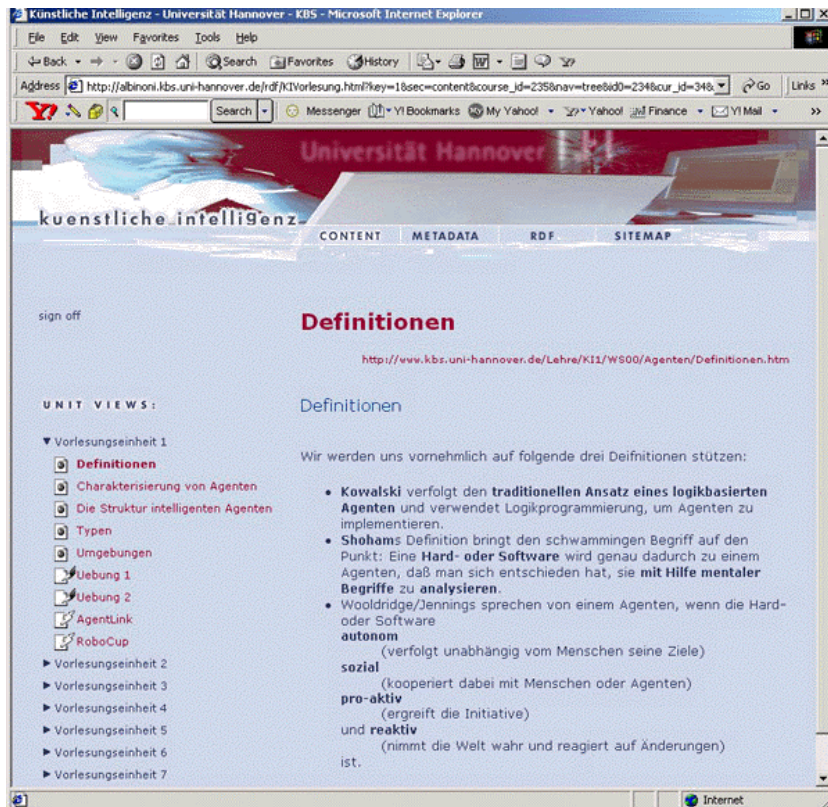 Künstliche Intelligenz - Universität Hannover - KBS - Microsoft Internet Explorer
File Edit View Favorites Tools Help
Back Search Favorites History
Address http://albinoni.kbs.uni-hannover.de/rdf/KIVorlesung.html?key=1&sec=content&course_id=235&nav=tree&id0=234&cur_id=34& Go Links »
Y! Search Messenger Y! Bookmarks My Yahoo! Yahoo! Finance Y! Mail »
Universität Hannover
kuenstliche intelligenz
CONTENT METADATA RDF SITEMAP
sign off
Definitionen
http://www.kbs.uni-hannover.de/Lehre/KI1/WS00/Agenten/Definitionen.htm
UNIT VIEWS:
Vorlesungseinheit 1
Definitionen
Charakterisierung von Agenten
Die Struktur intelligenten Agenten
Typen
Umgebungen
Uebung 1
Uebung 2
AgentLink
RoboCup
Vorlesungseinheit 2
Vorlesungseinheit 3
Vorlesungseinheit 4
Vorlesungseinheit 5
Vorlesungseinheit 6
Vorlesungseinheit 7
Definitionen
Wir werden uns vornehmlich auf folgende drei Deifnitionen stützen:
• Kowalski verfolgt den traditionellen Ansatz eines logikbasierten
Agenten und verwendet Logikprogrammierung, um Agenten zu
implementieren.
• Shohams Definition bringt den schwammingen Begriff auf den
Punkt: Eine Hard- oder Software wird genau dadurch zu einem
Agenten, daß man sich entschieden hat, sie mit Hilfe mentaler
Begriffe zu analysieren.
• Wooldridge/Jennings sprechen von einem Agenten, wenn die Hard-
oder Software
autonom
(verfolgt unabhängig vom Menschen seine Ziele)
sozial
(kooperiert dabei mit Menschen oder Agenten)
pro-aktiv
(ergreift die Initiative)
und reaktiv
(nimmt die Welt wahr und reagiert auf Änderungen)
ist.
Internet